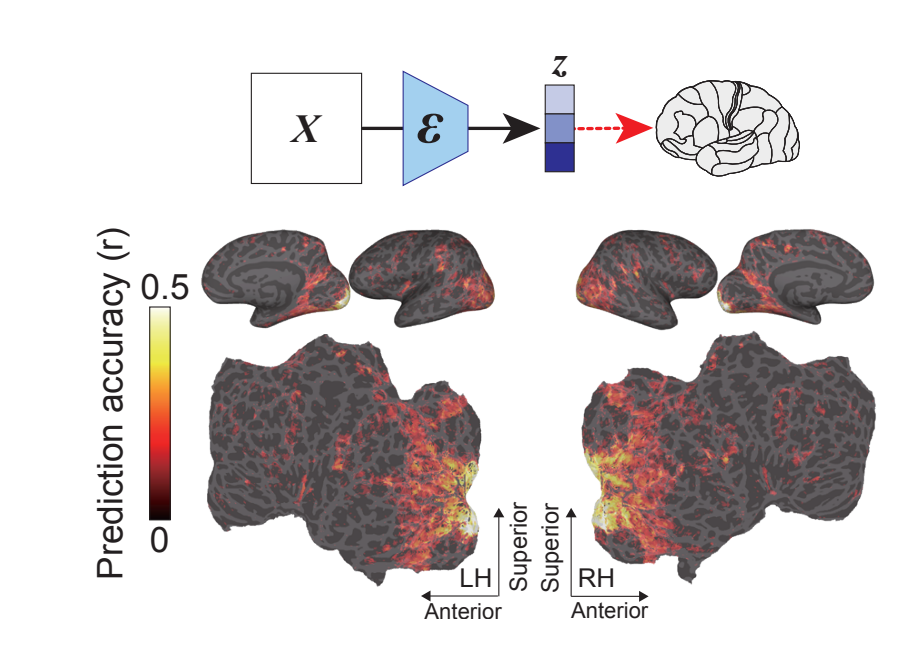 z
X
ε
Prediction accuracy (r)
0.5
0
LH
Superior
Anterior
Superior
RH
Anterior